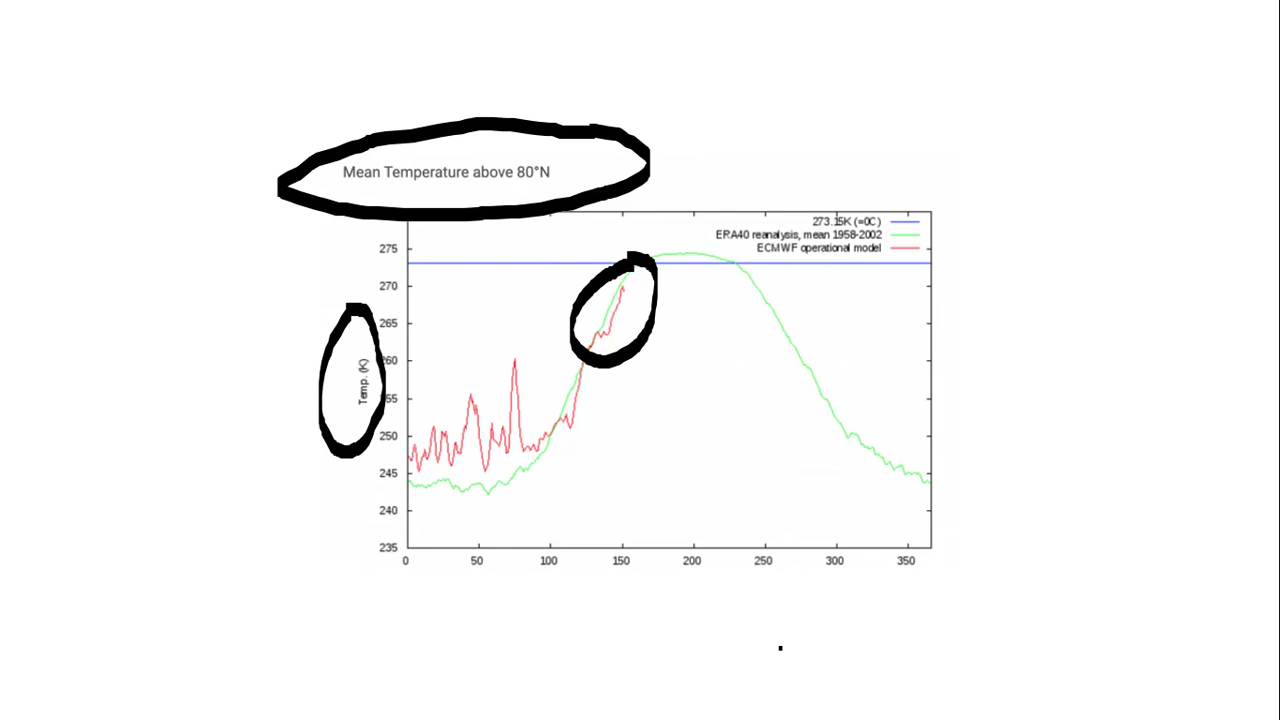 Mean Temperature above 80°N
273.15K (=0C)
ERA40 reanalysis, mean 1958-2002
ECMWF operational model
275
270
265
260
255
250
245
240
235
Temp. (K)
0 50 100 150 200 250 300 350